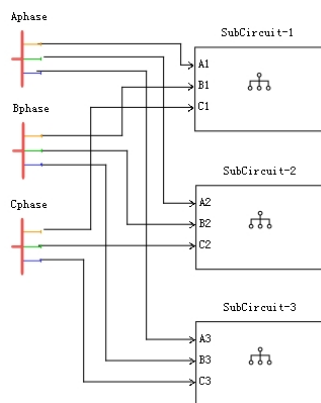 Aphase
SubCircuit-1
A1
B1
C1
Bphase
SubCircuit-2
A2
B2
C2
Cphase
SubCircuit-3
A3
B3
C3